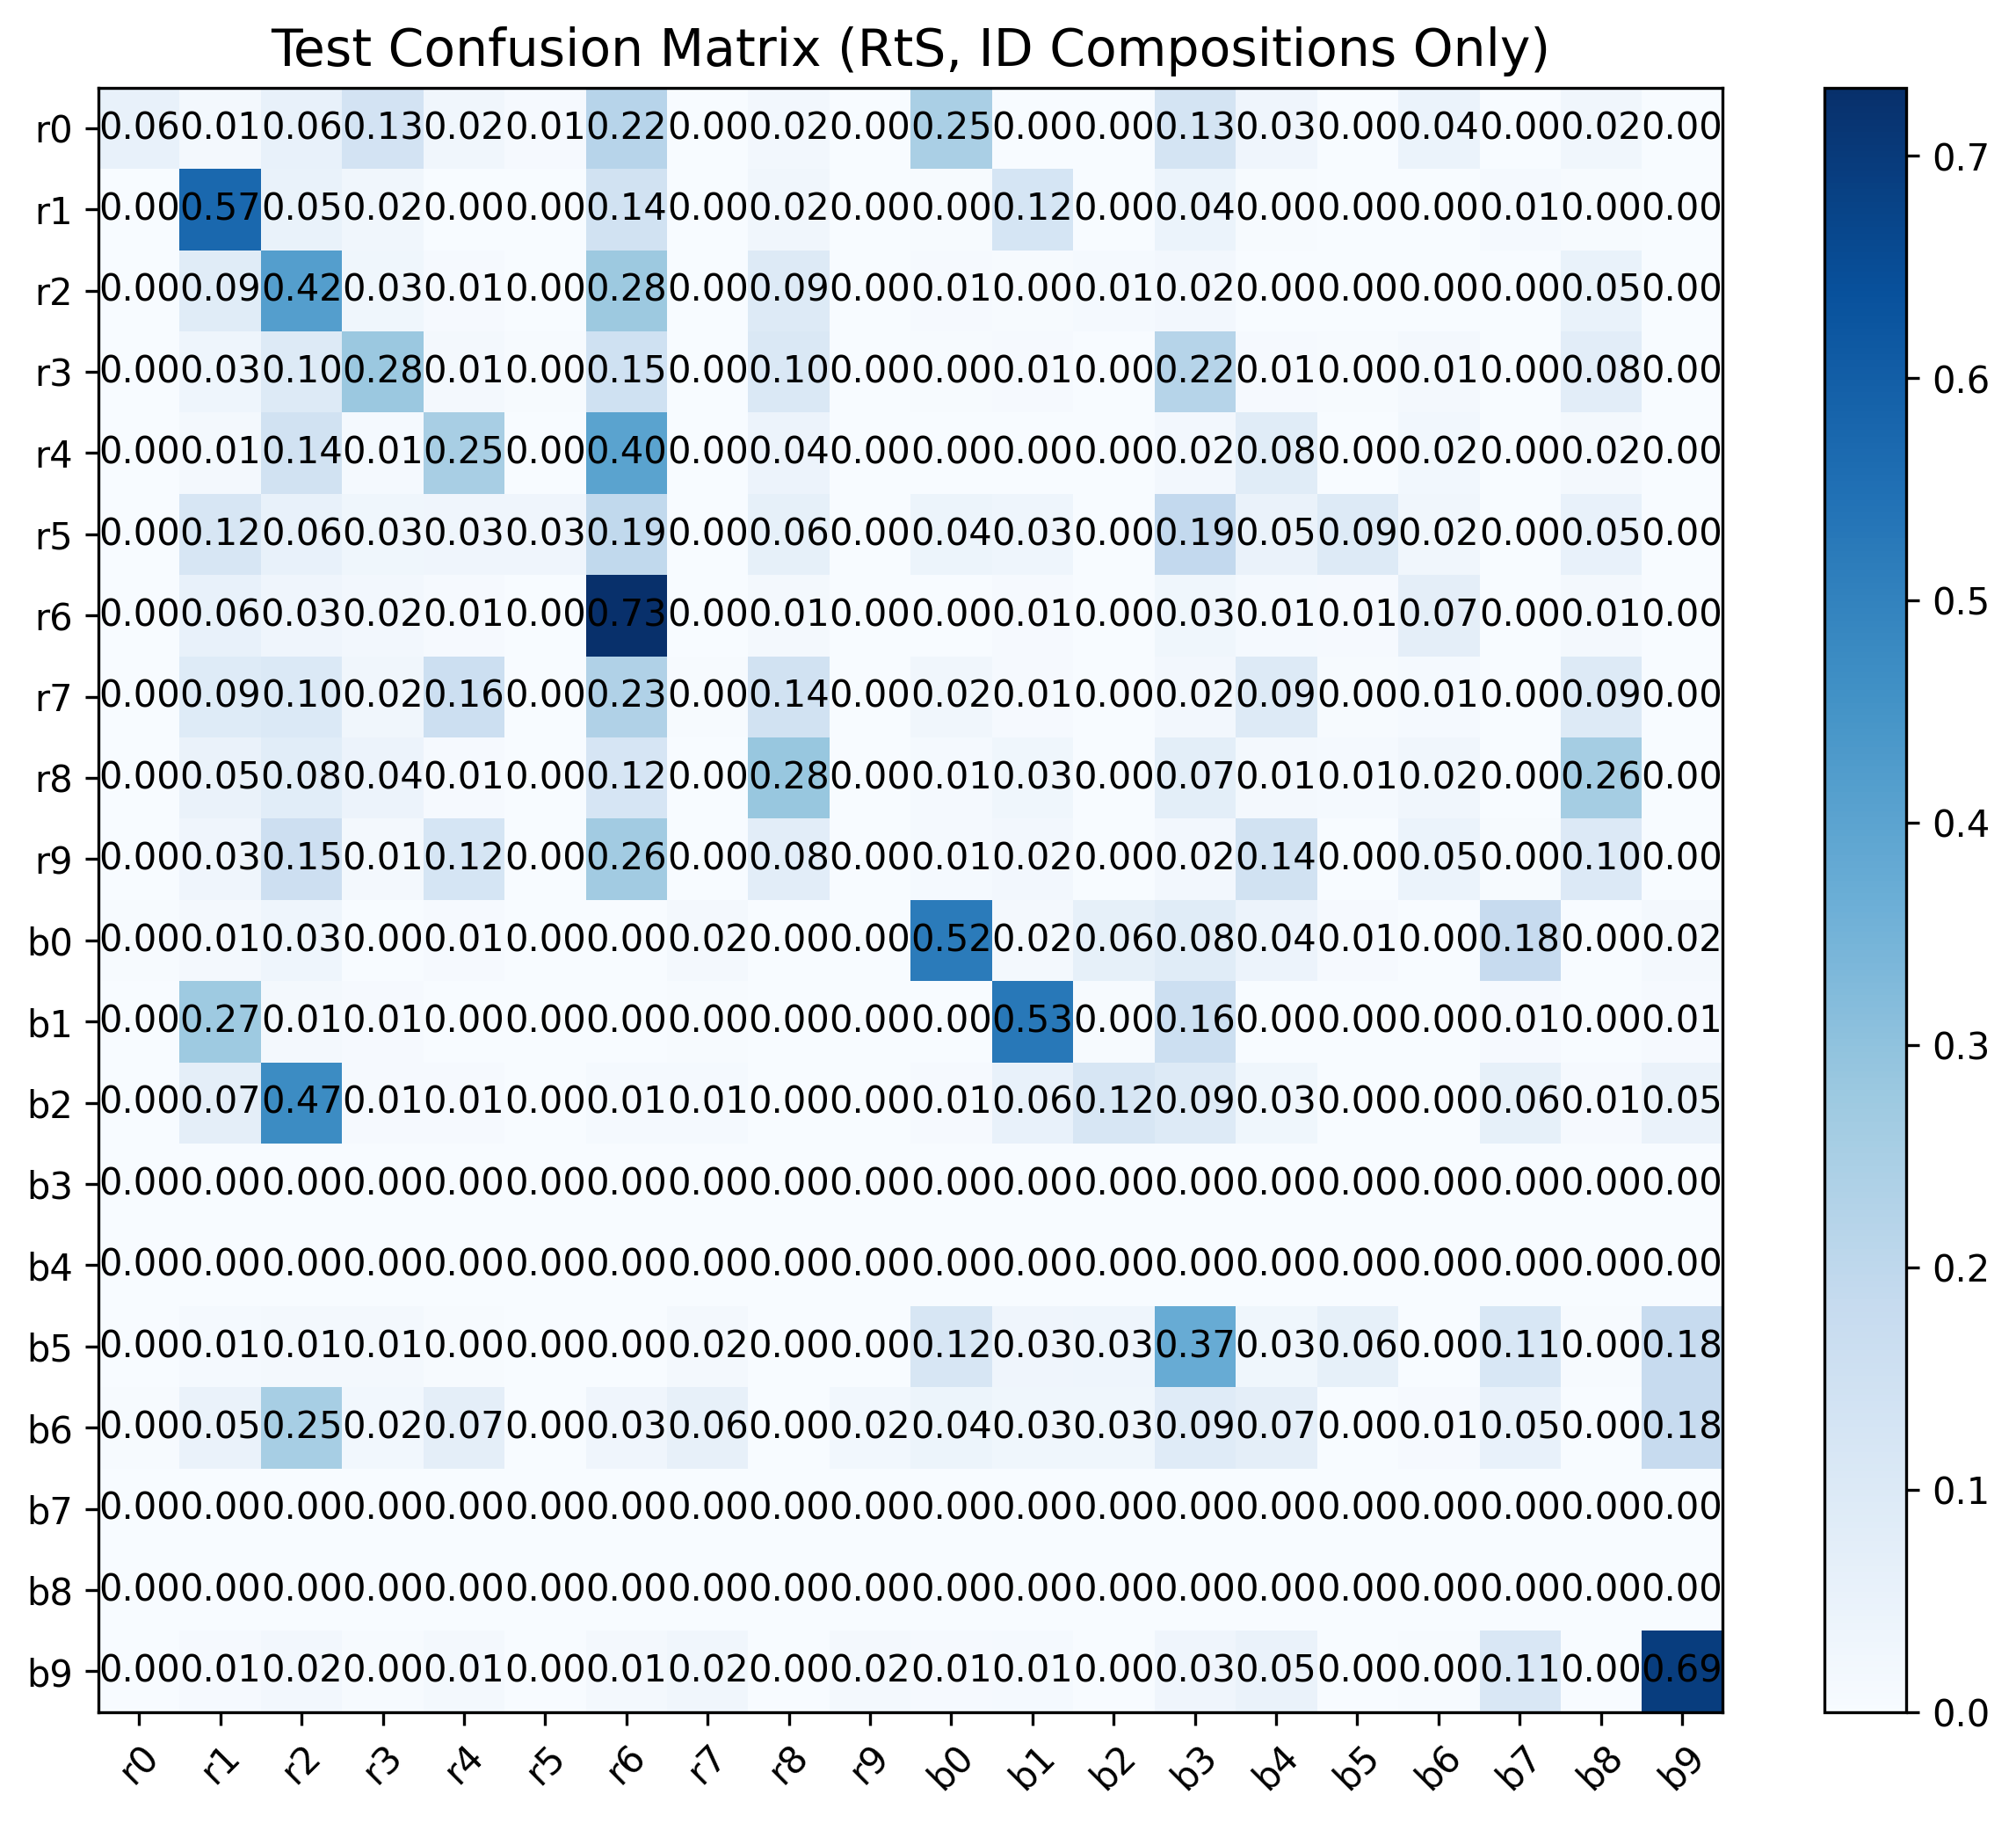 Test Confusion Matrix (RtS, ID Compositions Only)
r0 0.06 0.01 0.06 0.13 0.02 0.01 0.22 0.00 0.02 0.00 0.25 0.00 0.00 0.13 0.03 0.00 0.04 0.00 0.02 0.00
r1 0.00 0.57 0.05 0.02 0.00 0.00 0.14 0.00 0.02 0.00 0.00 0.12 0.00 0.04 0.00 0.00 0.00 0.01 0.00 0.00
r2 0.00 0.09 0.42 0.03 0.01 0.00 0.28 0.00 0.09 0.00 0.01 0.00 0.01 0.02 0.00 0.00 0.00 0.00 0.05 0.00
r3 0.00 0.03 0.10 0.28 0.01 0.00 0.15 0.00 0.10 0.00 0.00 0.01 0.00 0.22 0.01 0.00 0.01 0.00 0.08 0.00
r4 0.00 0.01 0.14 0.01 0.25 0.00 0.40 0.00 0.04 0.00 0.00 0.00 0.00 0.02 0.08 0.00 0.02 0.00 0.02 0.00
r5 0.00 0.12 0.06 0.03 0.03 0.03 0.19 0.00 0.06 0.00 0.04 0.03 0.00 0.19 0.05 0.09 0.02 0.00 0.05 0.00
r6 0.00 0.06 0.03 0.02 0.01 0.00 0.73 0.00 0.01 0.00 0.00 0.01 0.00 0.03 0.01 0.01 0.07 0.00 0.01 0.00
r7 0.00 0.09 0.10 0.02 0.16 0.00 0.23 0.00 0.14 0.00 0.02 0.01 0.00 0.02 0.09 0.00 0.01 0.00 0.09 0.00
r8 0.00 0.05 0.08 0.04 0.01 0.00 0.12 0.00 0.28 0.00 0.01 0.03 0.00 0.07 0.01 0.01 0.02 0.00 0.26 0.00
r9 0.00 0.03 0.15 0.01 0.12 0.00 0.26 0.00 0.08 0.00 0.01 0.02 0.00 0.02 0.14 0.00 0.05 0.00 0.10 0.00
b0 0.00 0.01 0.03 0.00 0.01 0.00 0.00 0.02 0.00 0.00 0.52 0.02 0.06 0.08 0.04 0.01 0.00 0.18 0.00 0.02
b1 0.00 0.27 0.01 0.01 0.00 0.00 0.00 0.00 0.00 0.00 0.00 0.53 0.00 0.16 0.00 0.00 0.00 0.01 0.00 0.01
b2 0.00 0.07 0.47 0.01 0.01 0.00 0.01 0.01 0.00 0.00 0.01 0.06 0.12 0.09 0.03 0.00 0.00 0.06 0.01 0.05
b3 0.00 0.00 0.00 0.00 0.00 0.00 0.00 0.00 0.00 0.00 0.00 0.00 0.00 0.00 0.00 0.00 0.00 0.00 0.00 0.00
b4 0.00 0.00 0.00 0.00 0.00 0.00 0.00 0.00 0.00 0.00 0.00 0.00 0.00 0.00 0.00 0.00 0.00 0.00 0.00 0.00
b5 0.00 0.01 0.01 0.01 0.00 0.00 0.00 0.02 0.00 0.00 0.12 0.03 0.03 0.37 0.03 0.06 0.00 0.11 0.00 0.18
b6 0.00 0.05 0.25 0.02 0.07 0.00 0.03 0.06 0.00 0.02 0.04 0.03 0.03 0.09 0.07 0.00 0.01 0.05 0.00 0.18
b7 0.00 0.00 0.00 0.00 0.00 0.00 0.00 0.00 0.00 0.00 0.00 0.00 0.00 0.00 0.00 0.00 0.00 0.00 0.00 0.00
b8 0.00 0.00 0.00 0.00 0.00 0.00 0.00 0.00 0.00 0.00 0.00 0.00 0.00 0.00 0.00 0.00 0.00 0.00 0.00 0.00
b9 0.00 0.01 0.02 0.00 0.01 0.00 0.01 0.02 0.00 0.02 0.01 0.01 0.00 0.03 0.05 0.00 0.00 0.11 0.00 0.69
r0 r1 r2 r3 r4 r5 r6 r7 r8 r9 b0 b1 b2 b3 b4 b5 b6 b7 b8 b9
0.7
0.6
0.5
0.4
0.3
0.2
0.1
0.0